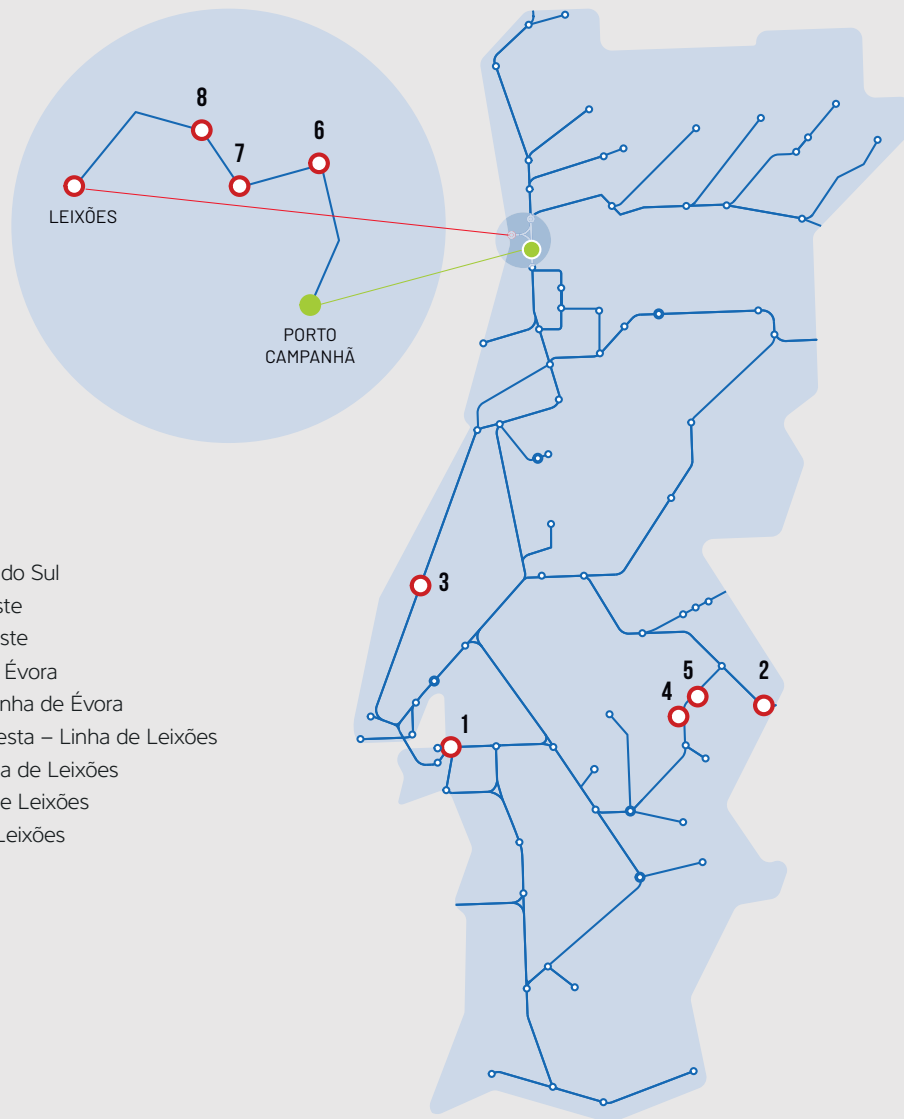 8
6
7
LEIXÕES
PORTO
CAMPANHÃ
3
5
2
4
1
do Sul
ste
ste
Évora
nha de Évora
esta – Linha de Leixões
a de Leixões
e Leixões
Leixões